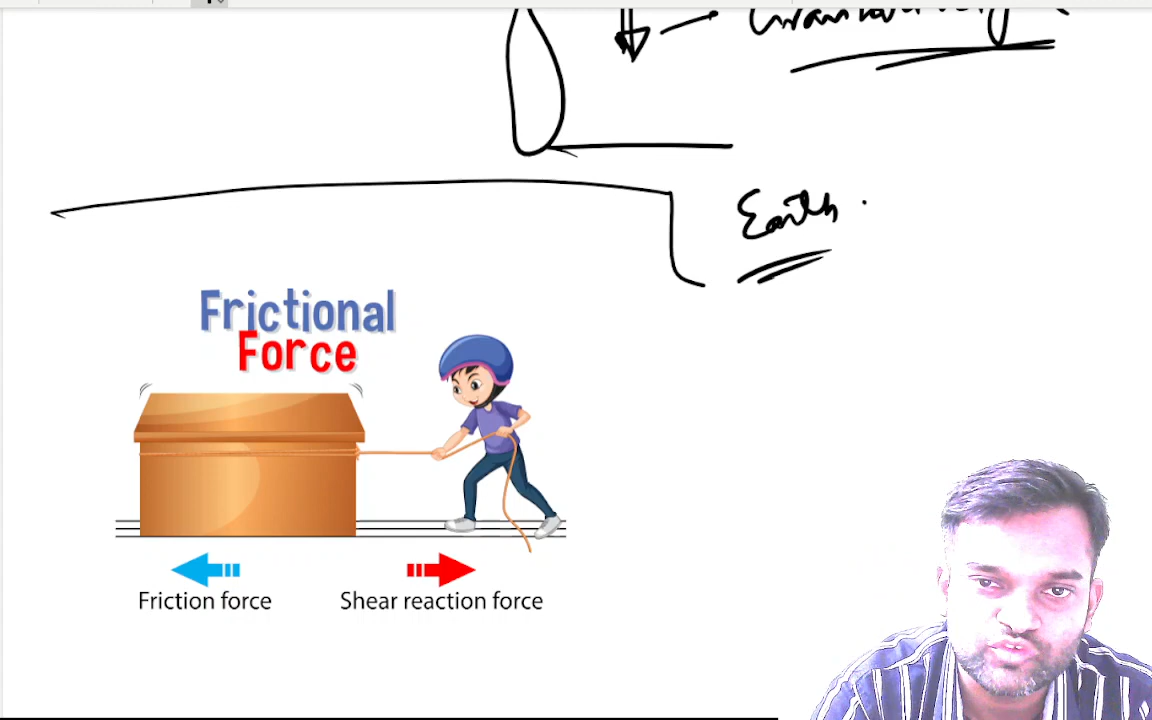 Earth
Frictional
Force
Friction force
Shear reaction force